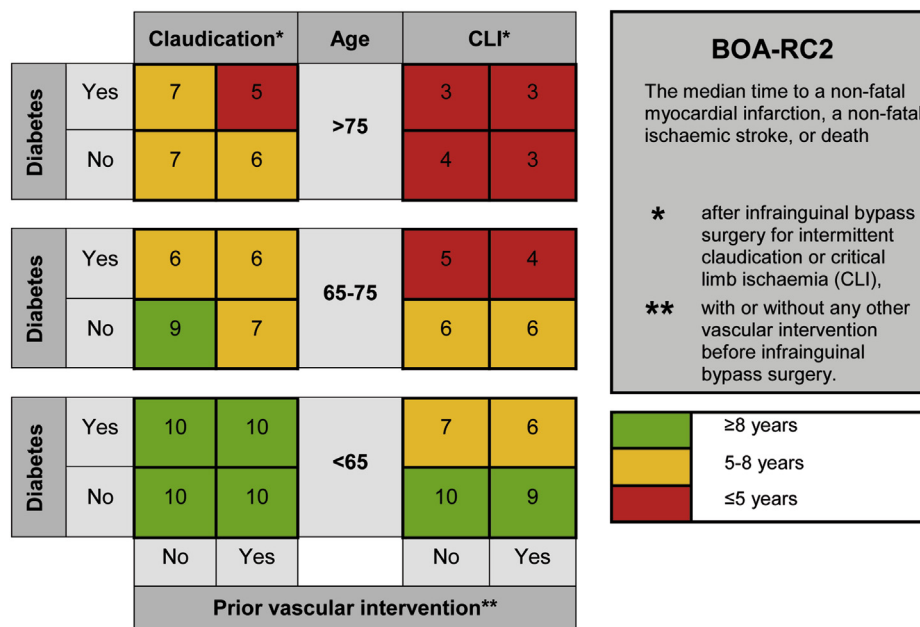 Claudication* Age CLI*
Diabetes
Yes 7 5 >75 3 3
No 7 6 4 3
Diabetes
Yes 6 6 65-75 5 4
No 9 7 6 6
Diabetes
Yes 10 10 <65 7 6
No 10 10 10 9
No Yes No Yes
Prior vascular intervention**
BOA-RC2
The median time to a non-fatal
myocardial infarction, a non-fatal
ischaemic stroke, or death
* after infrainguinal bypass
surgery for intermittent
claudication or critical
limb ischaemia (CLI),
** with or without any other
vascular intervention
before infrainguinal
bypass surgery.
≥8 years
5-8 years
≤5 years